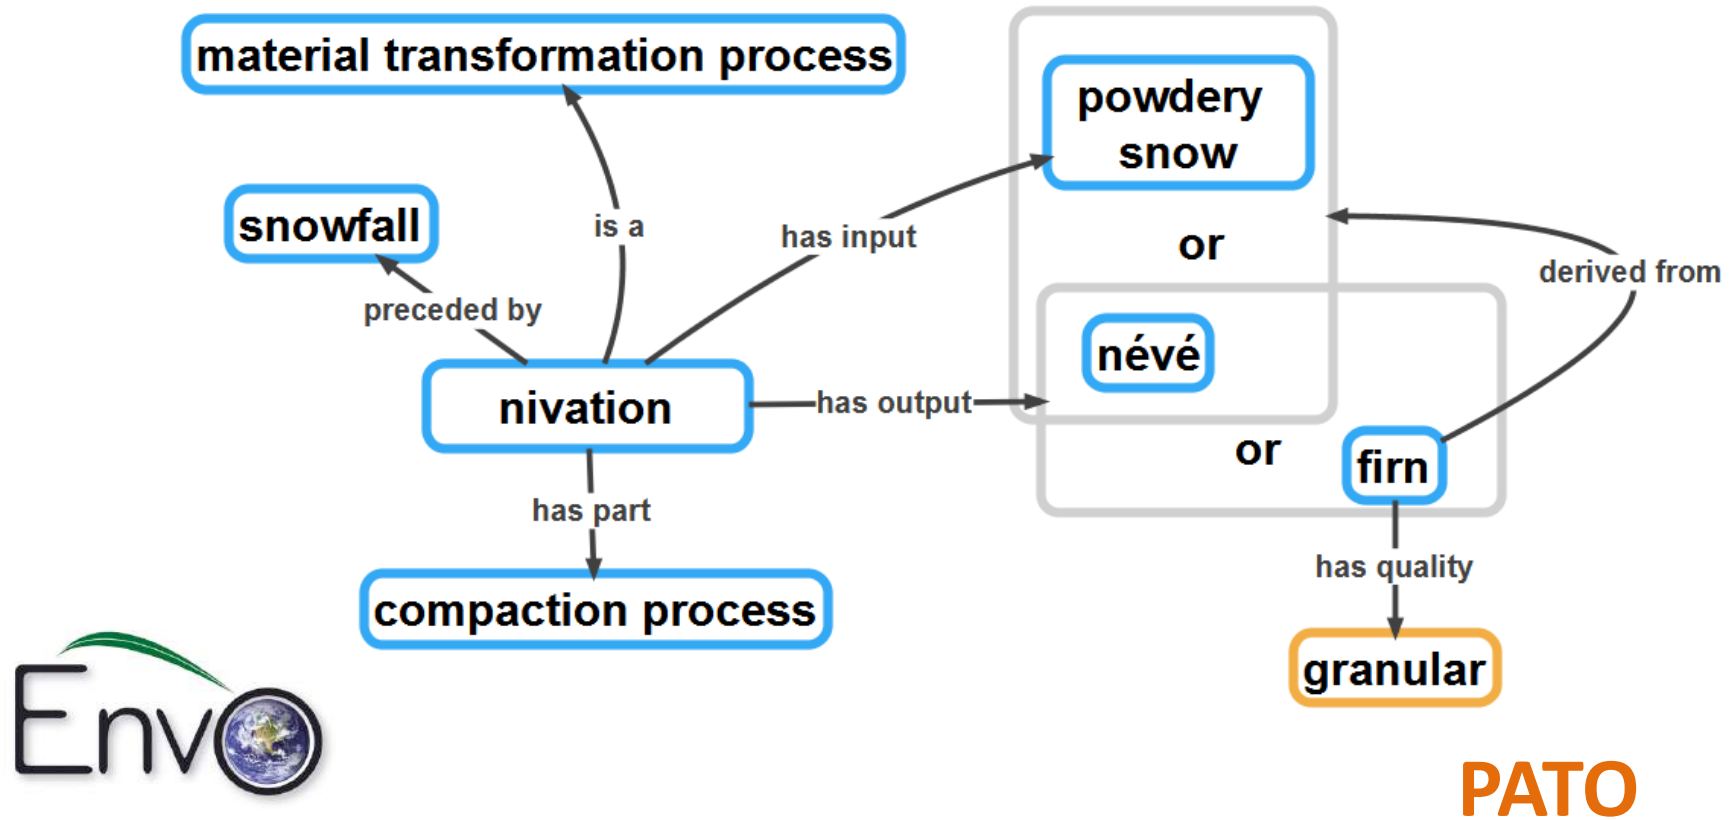 material transformation process
powdery
snow
snowfall
is a
has input
or
derived from
preceded by
névé
nivation
has output
or
firn
has part
has quality
compaction process
granular
EnvO
PATO